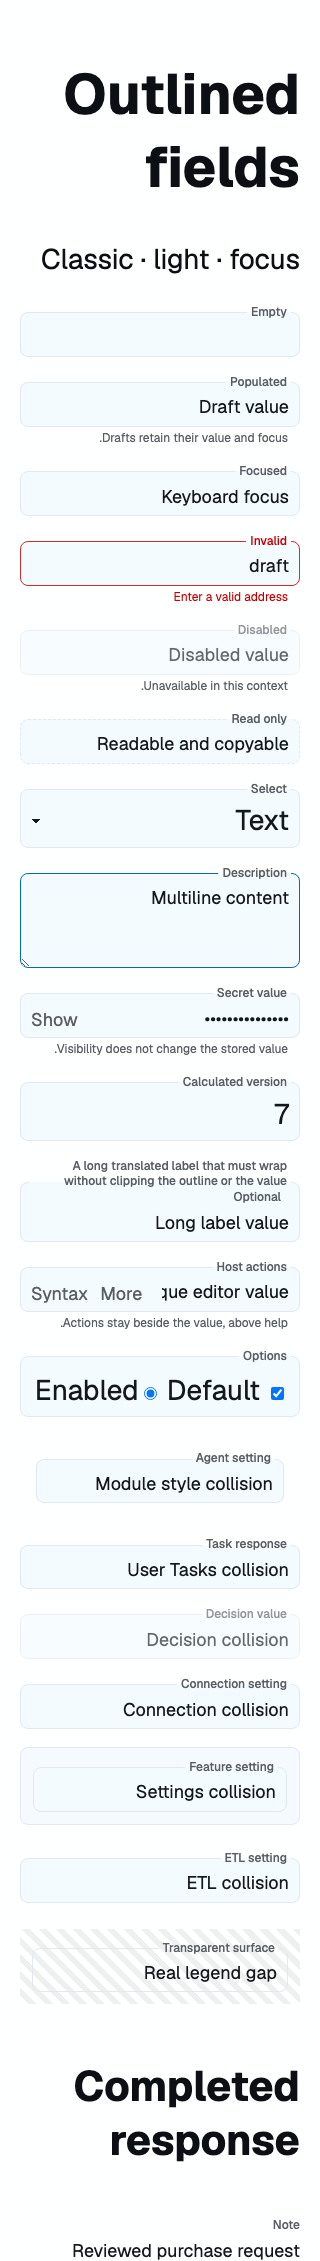 Outlined
fields
Classic · light · focus
Empty
Populated
Draft value
.Drafts retain their value and focus
Focused
Keyboard focus
Invalid
draft
Enter a valid address
Disabled
Disabled value
.Unavailable in this context
Read only
Readable and copyable
Select
Text
Description
Multiline content
Secret value
Show •••••••••••••••
.Visibility does not change the stored value
Calculated version
7
A long translated label that must wrap
without clipping the outline or the value
Optional
Long label value
Host actions
Syntax More que editor value
.Actions stay beside the value, above help
Options
Enabled Default
Agent setting
Module style collision
Task response
User Tasks collision
Decision value
Decision collision
Connection setting
Connection collision
Feature setting
Settings collision
ETL setting
ETL collision
Transparent surface
Real legend gap
Completed
response
Note
Reviewed purchase request